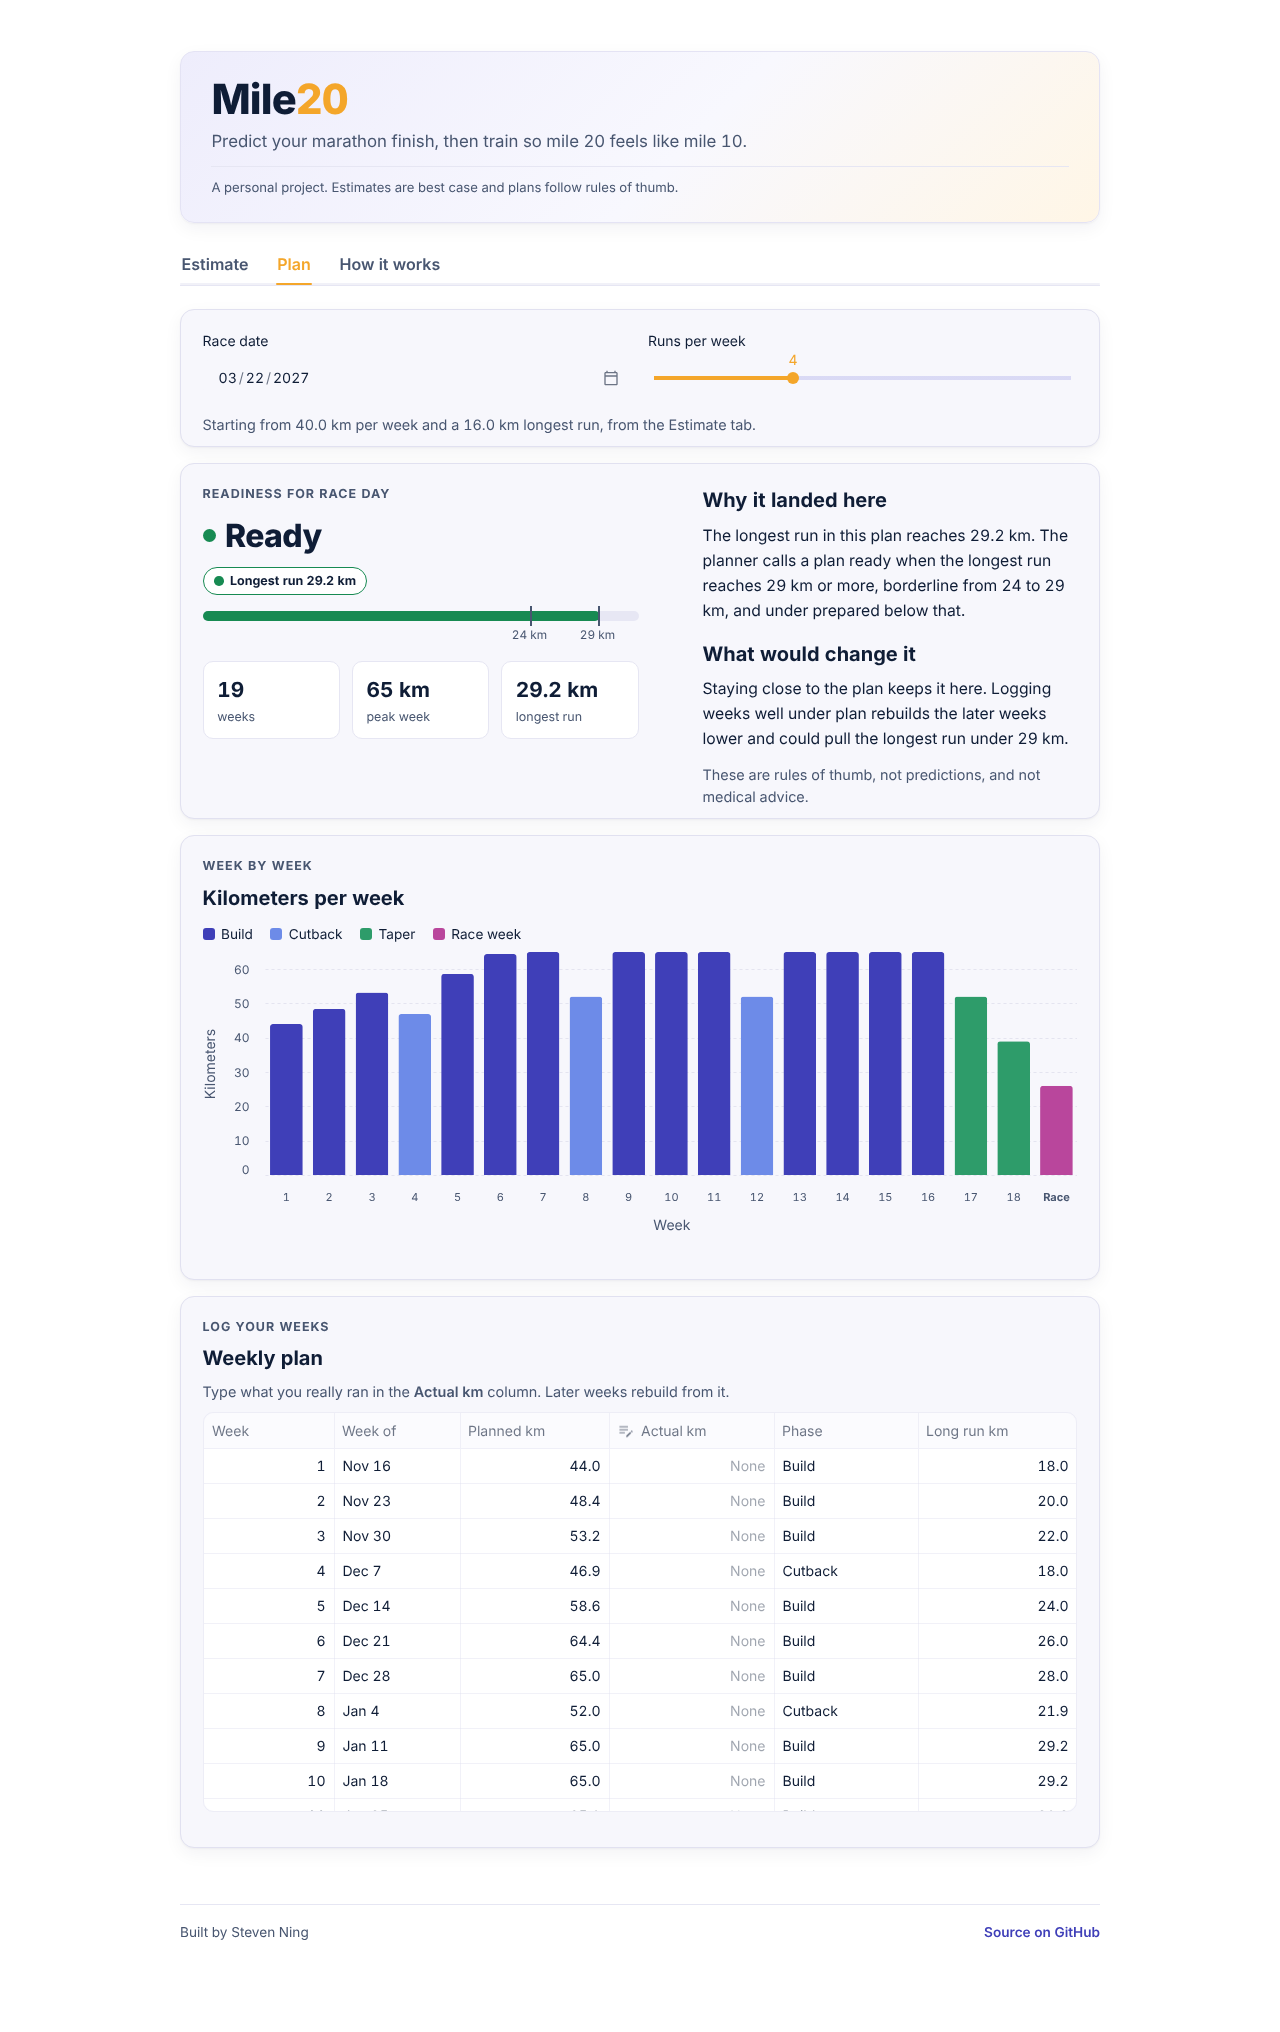 Mile20
Predict your marathon finish, then train so mile 20 feels like mile 10.
A personal project. Estimates are best case and plans follow rules of thumb.
Estimate Plan How it works
Race date
03/22/2027
Runs per week
4
Starting from 40.0 km per week and a 16.0 km longest run, from the Estimate tab.
READINESS FOR RACE DAY
Ready
Longest run 29.2 km
24 km 29 km
19
weeks
65 km
peak week
29.2 km
longest run
Why it landed here
The longest run in this plan reaches 29.2 km. The
planner calls a plan ready when the longest run
reaches 29 km or more, borderline from 24 to 29
km, and under prepared below that.
What would change it
Staying close to the plan keeps it here. Logging
weeks well under plan rebuilds the later weeks
lower and could pull the longest run under 29 km.
These are rules of thumb, not predictions, and not
medical advice.
WEEK BY WEEK
Kilometers per week
Build Cutback Taper Race week
Kilometers
60
50
40
30
20
10
0
1 2 3 4 5 6 7 8 9 10 11 12 13 14 15 16 17 18 Race
Week
LOG YOUR WEEKS
Weekly plan
Type what you really ran in the Actual km column. Later weeks rebuild from it.
Week Week of Planned km Actual km Phase Long run km
1 Nov 16 44.0 None Build 18.0
2 Nov 23 48.4 None Build 20.0
3 Nov 30 53.2 None Build 22.0
4 Dec 7 46.9 None Cutback 18.0
5 Dec 14 58.6 None Build 24.0
6 Dec 21 64.4 None Build 26.0
7 Dec 28 65.0 None Build 28.0
8 Jan 4 52.0 None Cutback 21.9
9 Jan 11 65.0 None Build 29.2
10 Jan 18 65.0 None Build 29.2
Built by Steven Ning
Source on GitHub